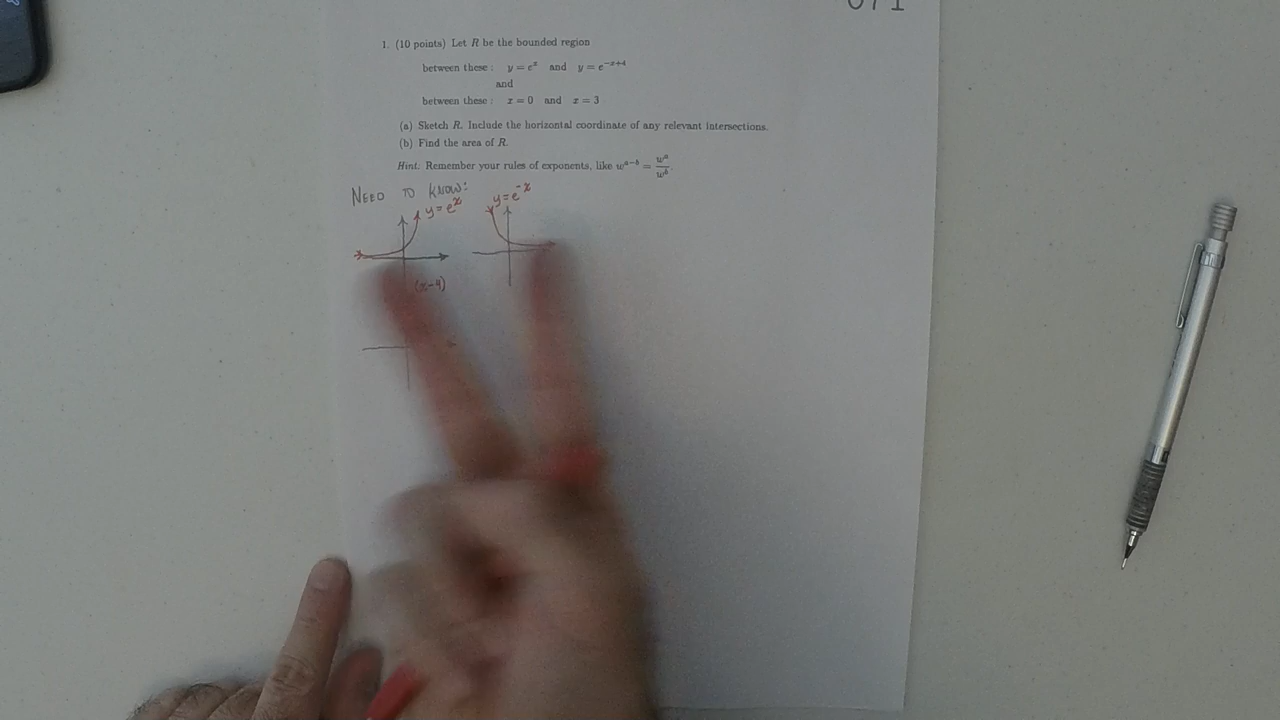 071
1. (10 points) Let R be the bounded region
between these : y = e^x and y = e^{-x+4}
and
between these : x = 0 and x = 3
(a) Sketch R. Include the horizontal coordinate of any relevant intersections.
(b) Find the area of R.
Hint. Remember your rules of exponents, like w^{a-b} = w^a / w^b.
NEED TO KNOW:
y=e^x y=e^{-x}
(x-4)